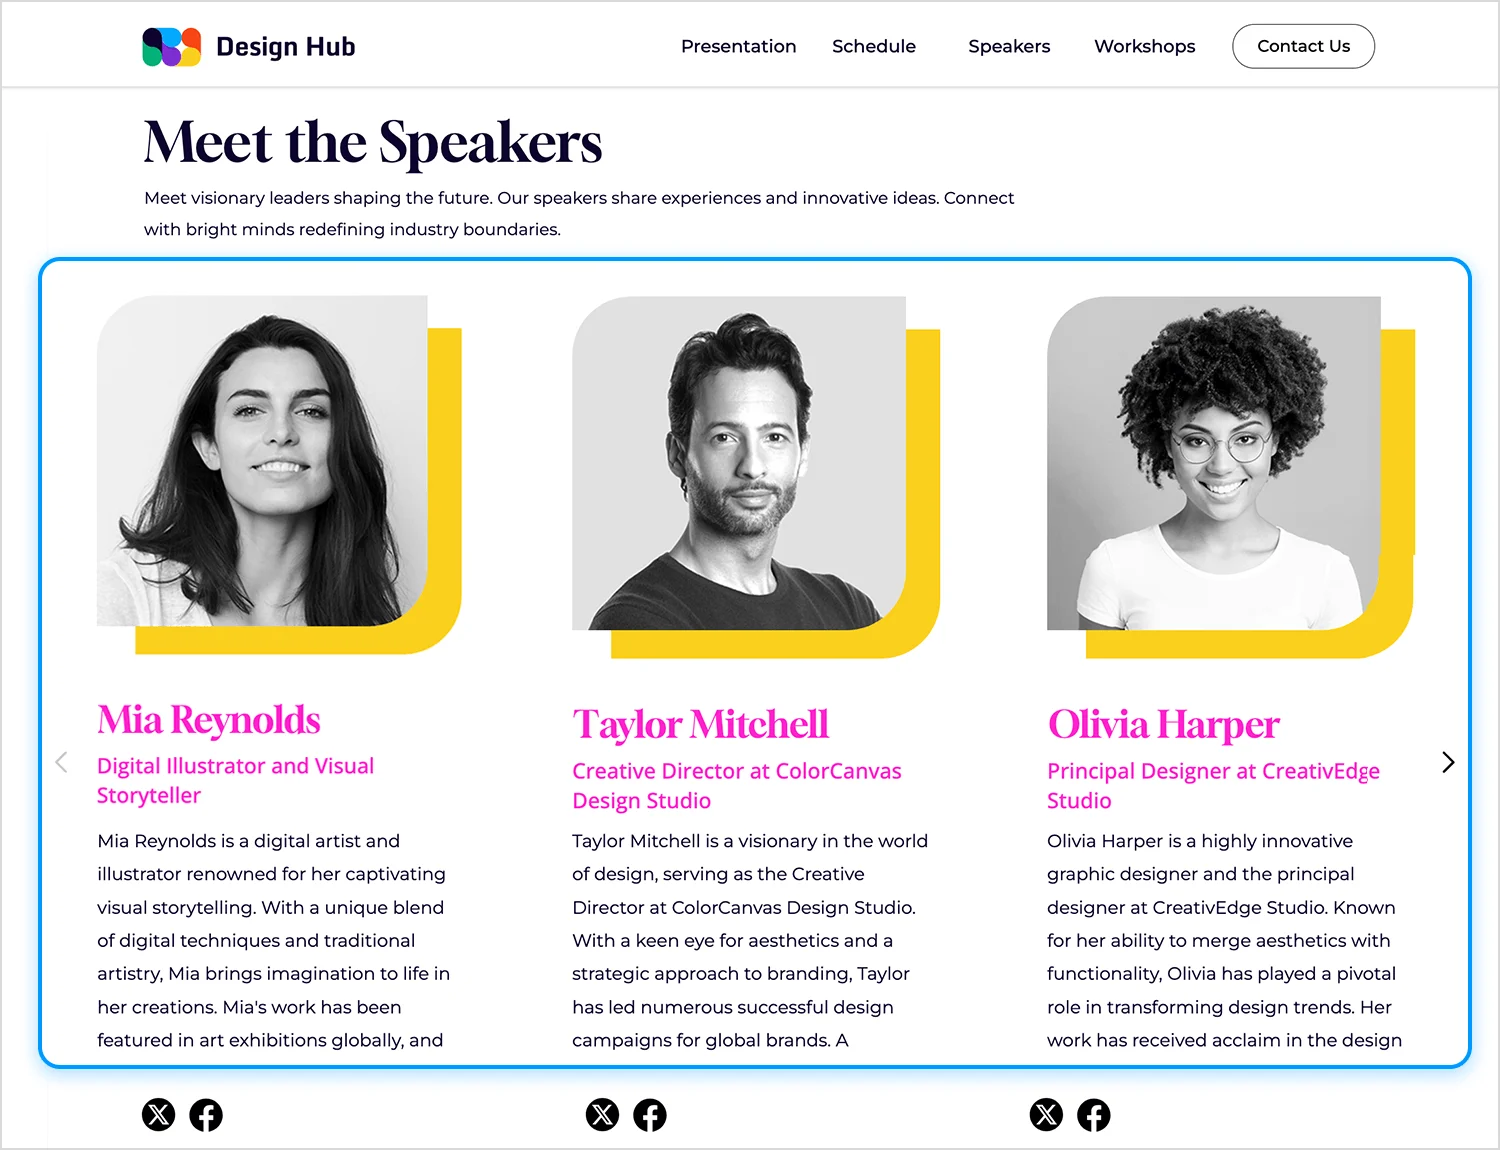 Design Hub
Presentation
Schedule
Speakers
Workshops
Contact Us
Meet the Speakers
Meet visionary leaders shaping the future. Our speakers share experiences and innovative ideas. Connect
with bright minds redefining industry boundaries.
Mia Reynolds
Digital Illustrator and Visual
Storyteller
Mia Reynolds is a digital artist and
illustrator renowned for her captivating
visual storytelling. With a unique blend
of digital techniques and traditional
artistry, Mia brings imagination to life in
her creations. Mia's work has been
featured in art exhibitions globally, and
Taylor Mitchell
Creative Director at ColorCanvas
Design Studio
Taylor Mitchell is a visionary in the world
of design, serving as the Creative
Director at ColorCanvas Design Studio.
With a keen eye for aesthetics and a
strategic approach to branding, Taylor
has led numerous successful design
campaigns for global brands. A
Olivia Harper
Principal Designer at CreativEdge
Studio
Olivia Harper is a highly innovative
graphic designer and the principal
designer at CreativEdge Studio. Known
for her ability to merge aesthetics with
functionality, Olivia has played a pivotal
role in transforming design trends. Her
work has received acclaim in the design